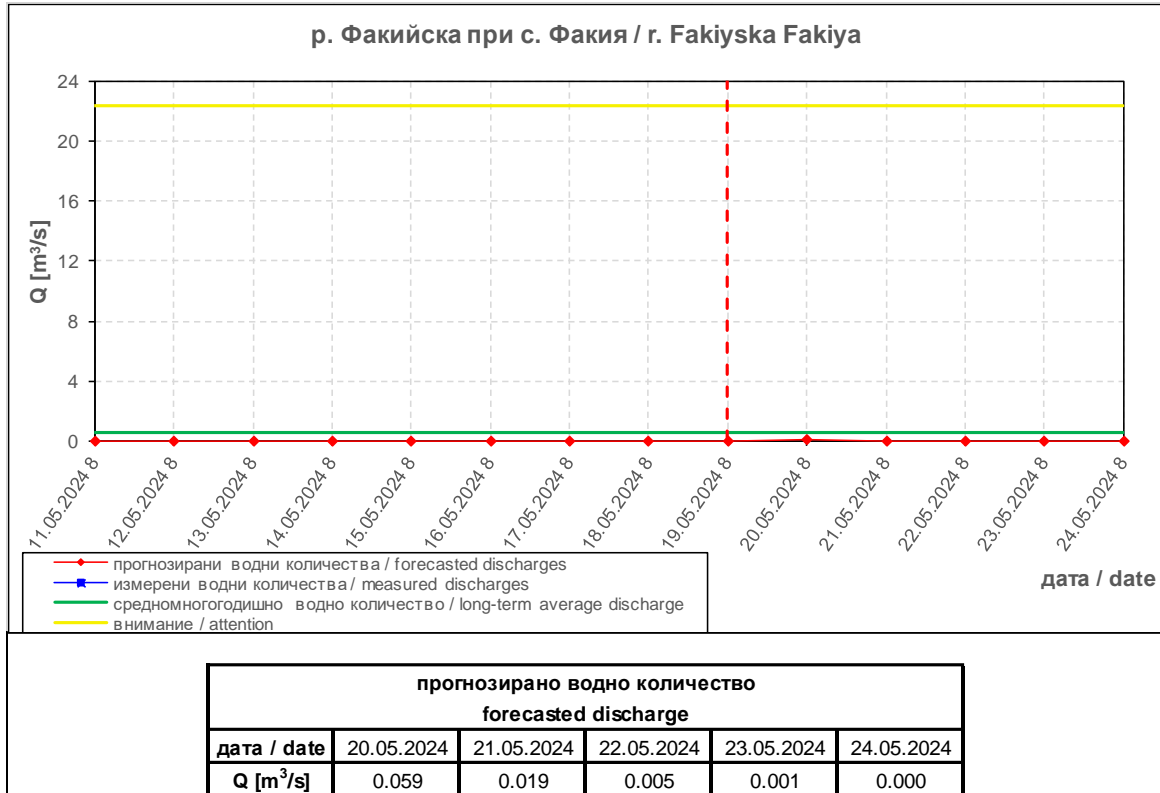 р. Факийска при с. Факия / r. Fakiyska Fakiya
Q [m³/s]
24
20
16
12
8
4
0
11.05.2024 8
12.05.2024 8
13.05.2024 8
14.05.2024 8
15.05.2024 8
16.05.2024 8
17.05.2024 8
18.05.2024 8
19.05.2024 8
20.05.2024 8
21.05.2024 8
22.05.2024 8
23.05.2024 8
24.05.2024 8
дата / date
прогнозирани водни количества / forecasted discharges
измерени водни количества / measured discharges
средномногогодишно водно количество / long-term average discharge
внимание / attention
прогнозирано водно количество
forecasted discharge
дата / date 20.05.2024 21.05.2024 22.05.2024 23.05.2024 24.05.2024
Q [m³/s] 0.059 0.019 0.005 0.001 0.000